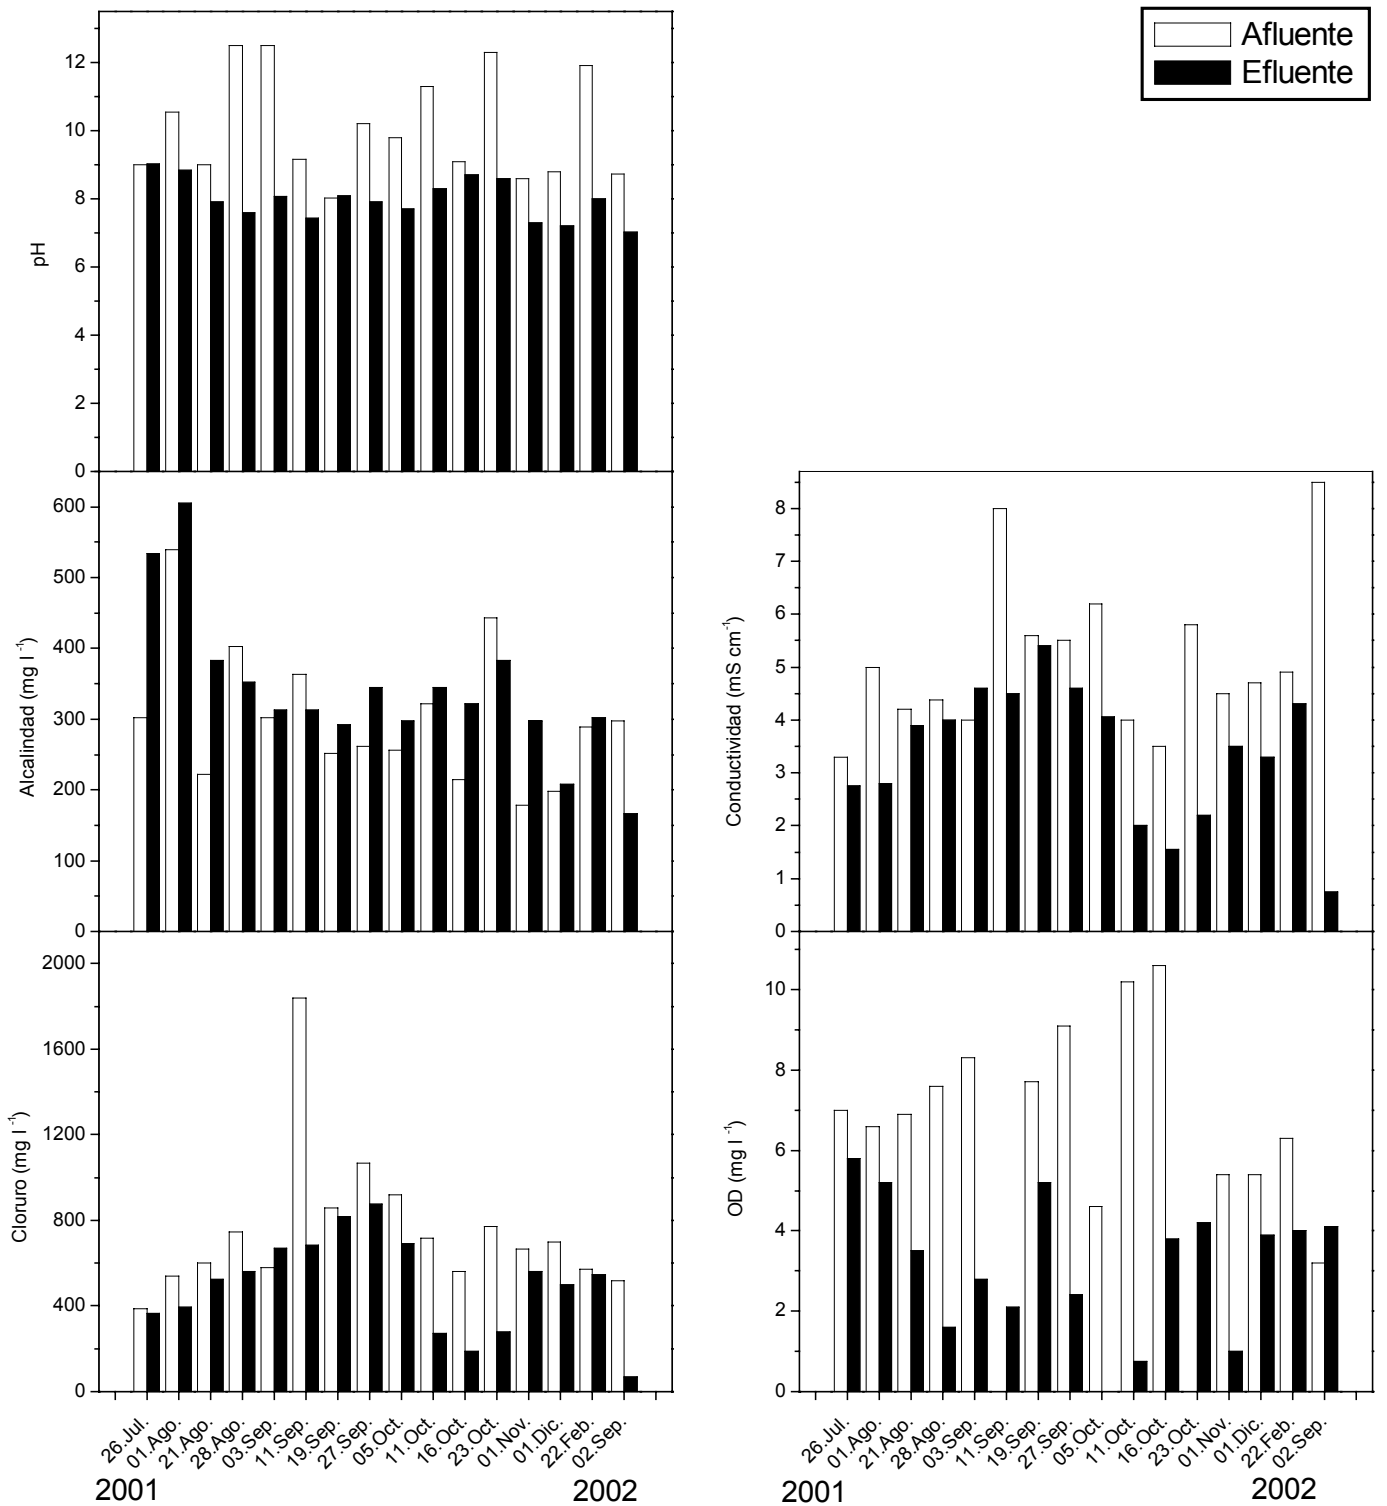 Afluente
Efluente
12
10
8
6
4
2
0
pH
600
500
400
300
200
100
0
Alcalindad (mg l⁻¹)
8
7
6
5
4
3
2
1
0
Conductividad (mS cm⁻¹)
2000
1600
1200
800
400
0
Cloruro (mg l⁻¹)
10
8
6
4
2
0
OD (mg l⁻¹)
26.Jul.
01.Ago.
21.Ago.
28.Ago.
03.Sep.
11.Sep.
19.Sep.
27.Sep.
05.Oct.
11.Oct.
16.Oct.
23.Oct.
01.Nov.
01.Dic.
22.Feb.
02.Sep.
2001
2002
26.Jul.
01.Ago.
21.Ago.
28.Ago.
03.Sep.
11.Sep.
19.Sep.
27.Sep.
05.Oct.
11.Oct.
16.Oct.
23.Oct.
01.Nov.
01.Dic.
22.Feb.
02.Sep.
2001
2002